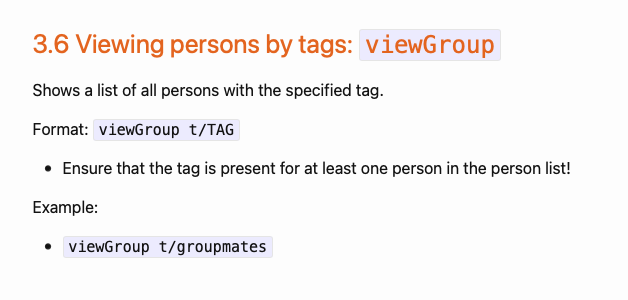 3.6 Viewing persons by tags: viewGroup
Shows a list of all persons with the specified tag.
Format: viewGroup t/TAG
• Ensure that the tag is present for at least one person in the person list!
Example:
• viewGroup t/groupmates